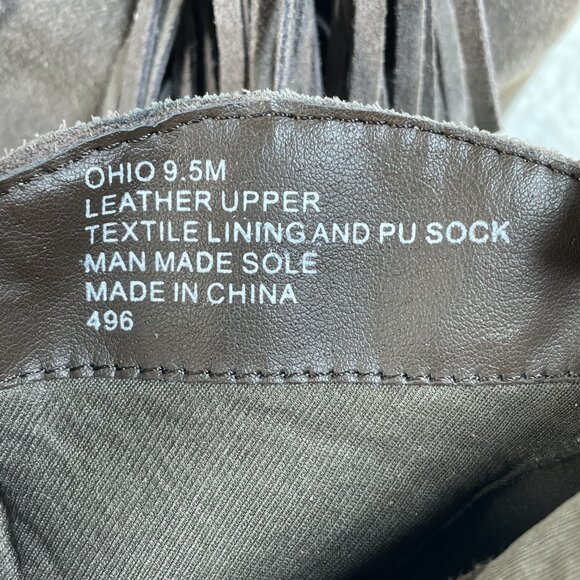 OHIO 9.5M
LEATHER UPPER
TEXTILE LINING AND PU SOCK
MAN MADE SOLE
MADE IN CHINA
496